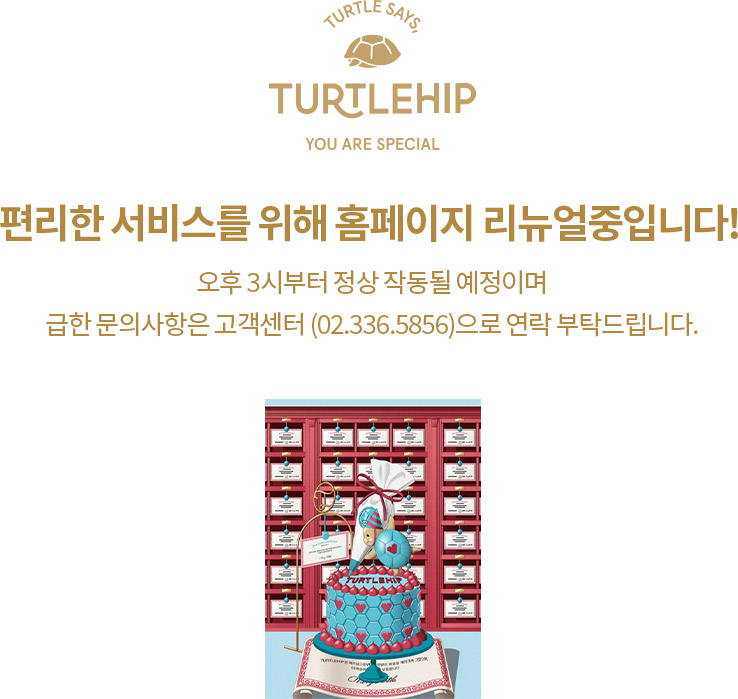 TURTLE SAYS,
TURTLEHIP
YOU ARE SPECIAL
편리한 서비스를 위해 홈페이지 리뉴얼중입니다!
오후 3시부터 정상 작동될 예정이며
급한 문의사항은 고객센터 (02.336.5856)으로 연락 부탁드립니다.
TURTLEHIP